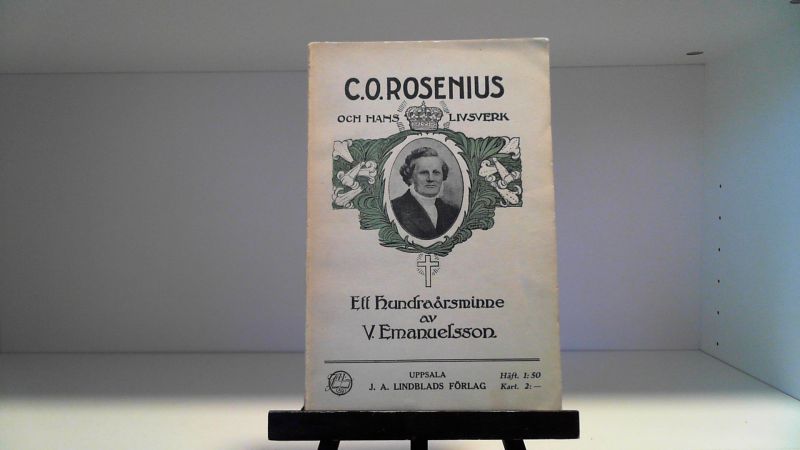 C.O. ROSENIUS
OCH HANS LIVSVERK
Ett Hundraårsminne
av
V. Emanuelsson.
UPPSALA
J. A. LINDBLADS FÖRLAG
Häft. 1: 50
Kart. 2: —